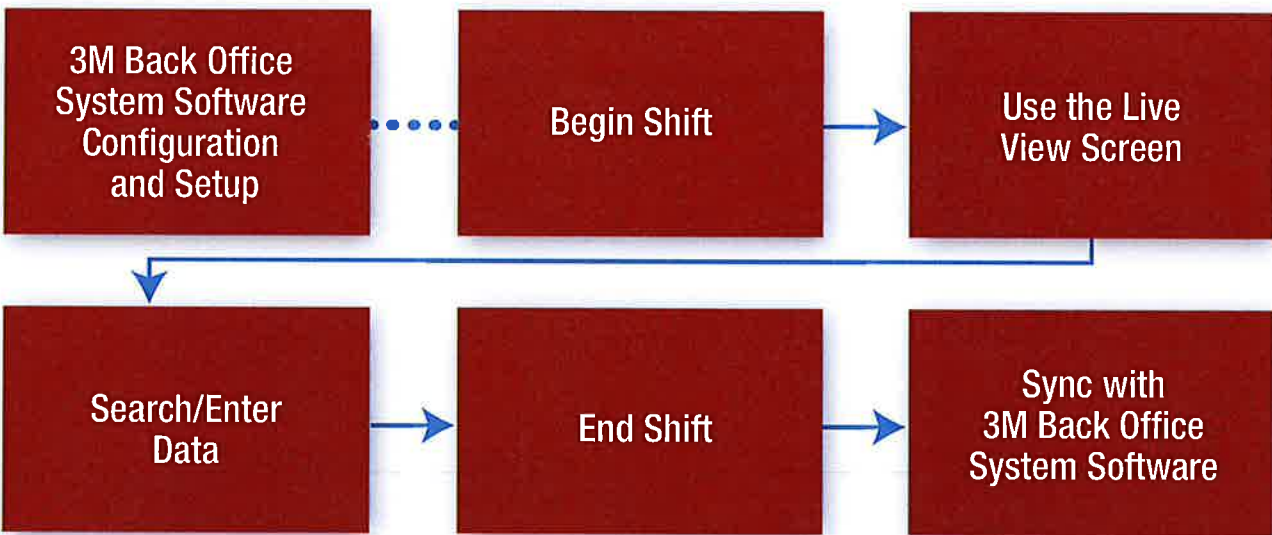 3M Back Office
System Software
Configuration
and Setup
Begin Shift
Use the Live
View Screen
Search/Enter
Data
End Shift
Sync with
3M Back Office
System Software